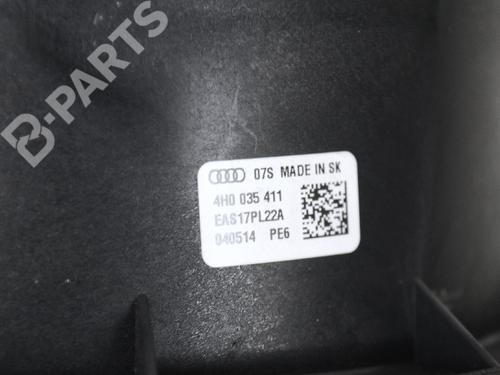 B-PARTS
07S MADE IN SK
4H0 035 411
EAS17PL22A
040514 PE6